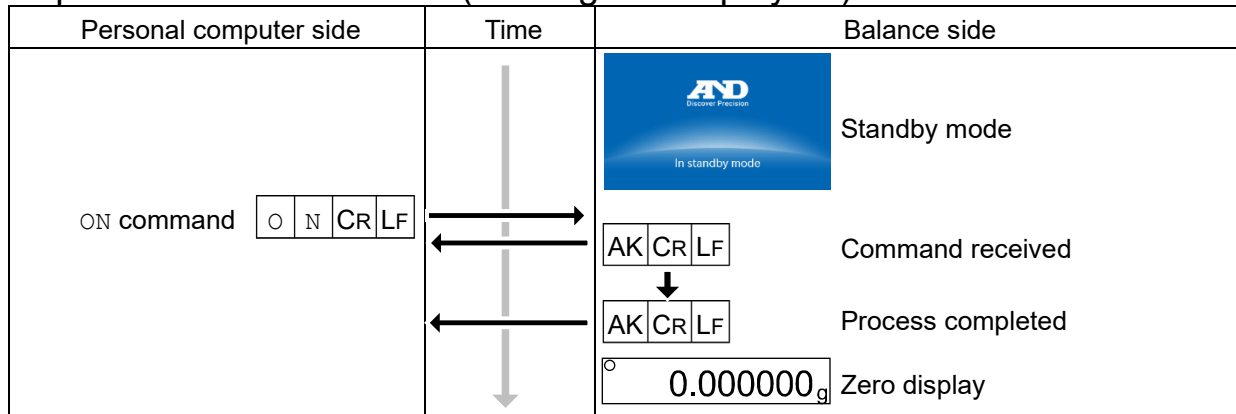 Personal computer side Time Balance side
AND
Discover Precision
In standby mode
Standby mode
ON command O N CR LF
AK CR LF Command received
AK CR LF Process completed
0.000000 g Zero display